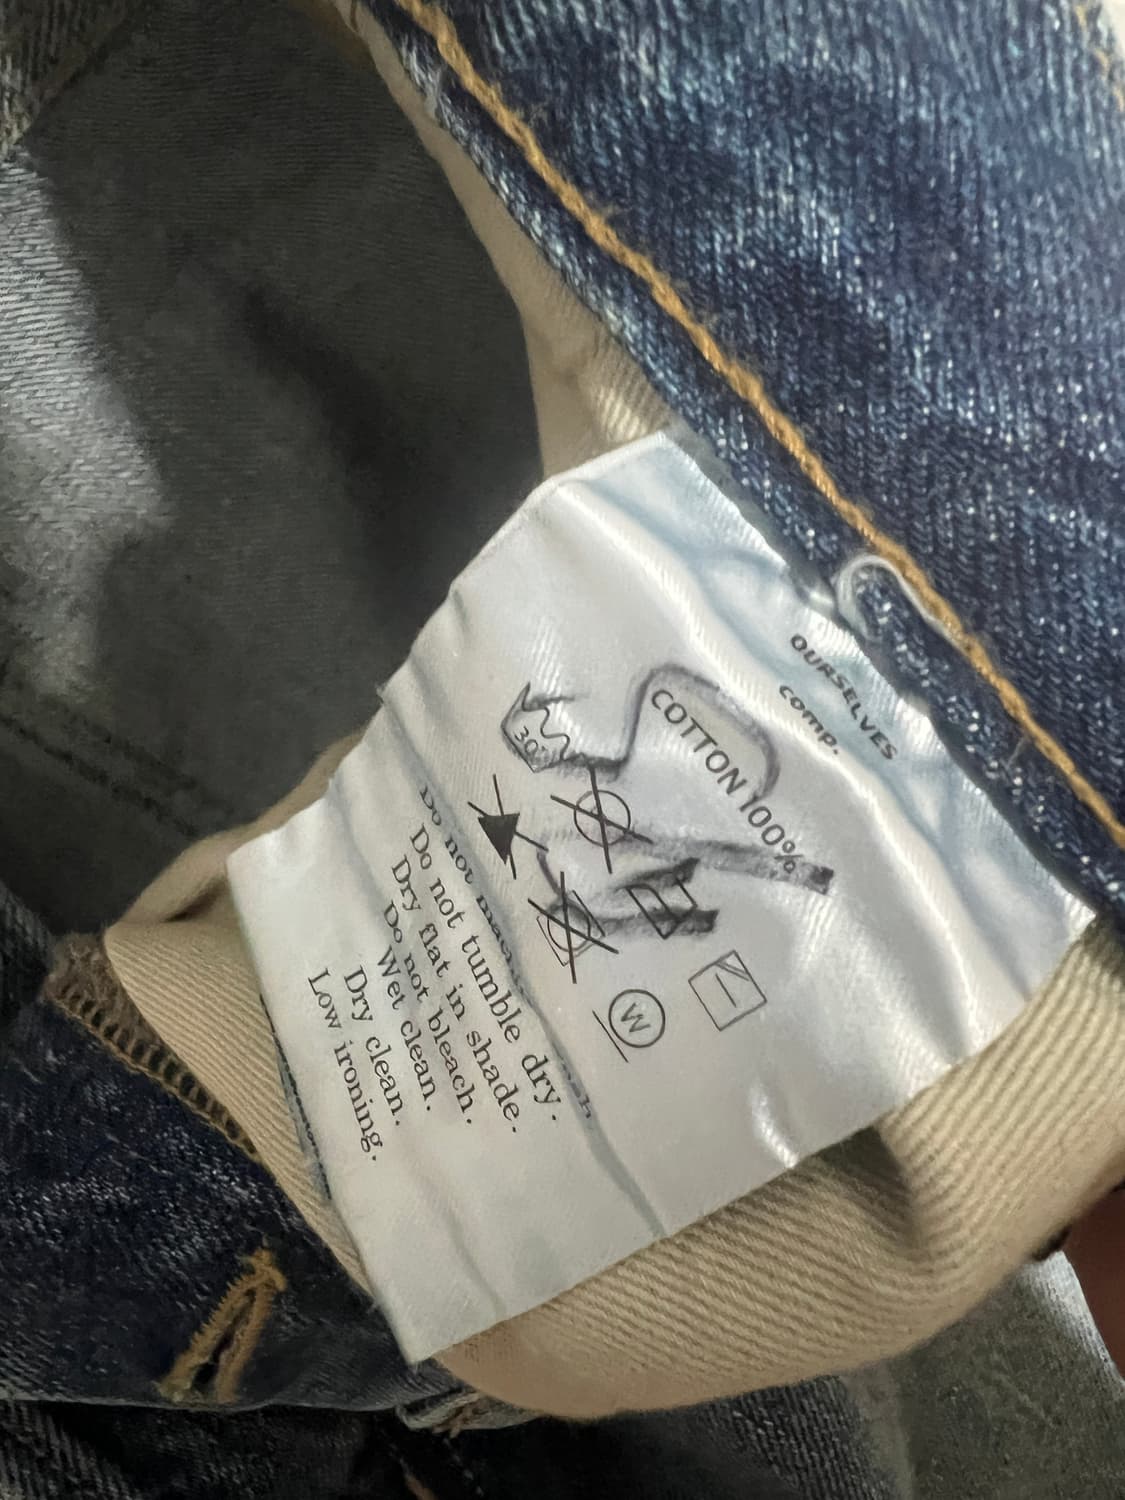 OURSELVES
comp.
COTTON 100%
30°
W
Do not
Do not tumble dry.
Dry flat in shade.
Do not bleach.
Wet clean.
Dry clean.
Low ironing.